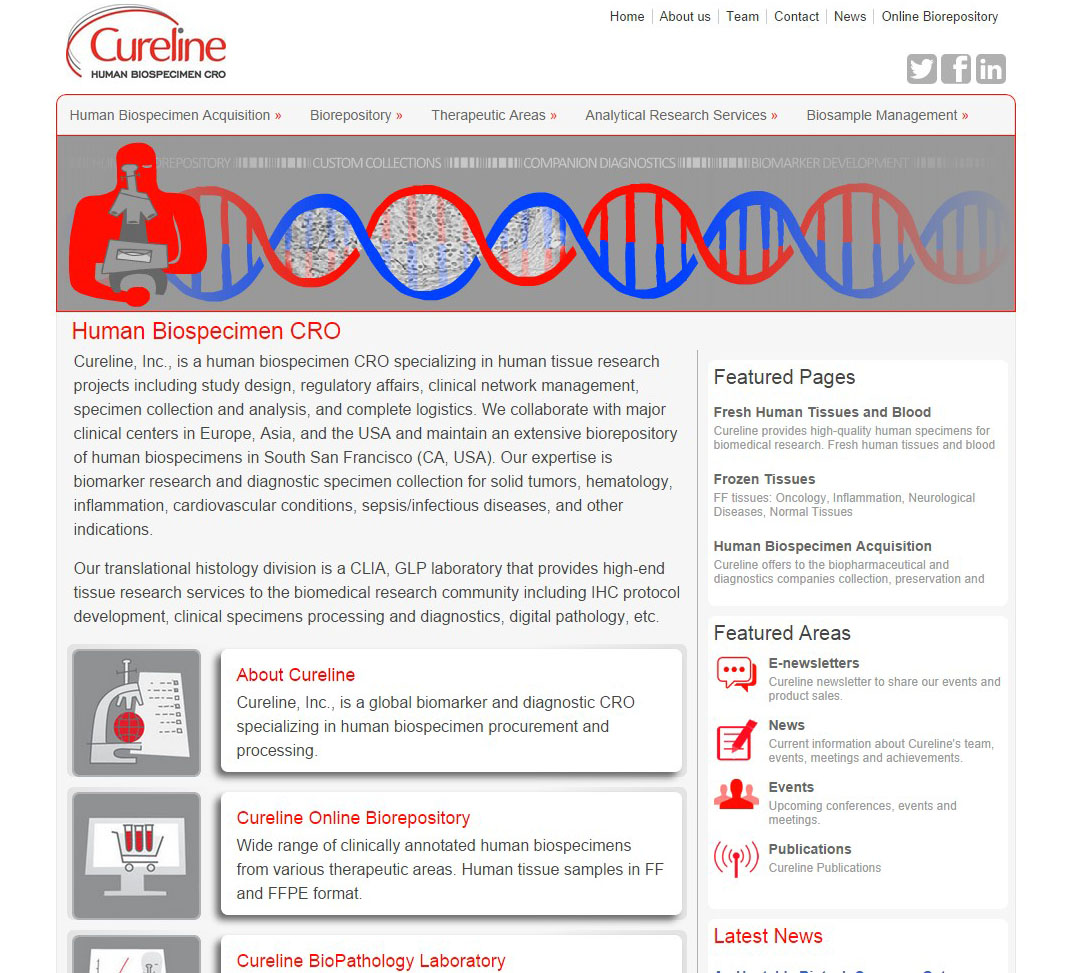 Cureline
HUMAN BIOSPECIMEN CRO
Home
About us
Team
Contact
News
Online Biorepository
Human Biospecimen Acquisition »
Biorepository »
Therapeutic Areas »
Analytical Research Services »
Biosample Management »
CUSTOM COLLECTIONS
COMPANION DIAGNOSTICS
BIOMARKER DEVELOPMENT
Human Biospecimen CRO
Cureline, Inc., is a human biospecimen CRO specializing in human tissue research
projects including study design, regulatory affairs, clinical network management,
specimen collection and analysis, and complete logistics. We collaborate with major
clinical centers in Europe, Asia, and the USA and maintain an extensive biorepository
of human biospecimens in South San Francisco (CA, USA). Our expertise is
biomarker research and diagnostic specimen collection for solid tumors, hematology,
inflammation, cardiovascular conditions, sepsis/infectious diseases, and other
indications.
Our translational histology division is a CLIA, GLP laboratory that provides high-end
tissue research services to the biomedical research community including IHC protocol
development, clinical specimens processing and diagnostics, digital pathology, etc.
About Cureline
Cureline, Inc., is a global biomarker and diagnostic CRO
specializing in human biospecimen procurement and
processing.
Cureline Online Biorepository
Wide range of clinically annotated human biospecimens
from various therapeutic areas. Human tissue samples in FF
and FFPE format.
Cureline BioPathology Laboratory
Featured Pages
Fresh Human Tissues and Blood
Cureline provides high-quality human specimens for
biomedical research. Fresh human tissues and blood
Frozen Tissues
FF tissues: Oncology, Inflammation, Neurological
Diseases, Normal Tissues
Human Biospecimen Acquisition
Cureline offers to the biopharmaceutical and
diagnostics companies collection, preservation and
Featured Areas
E-newsletters
Cureline newsletter to share our events and
product sales.
News
Current information about Cureline's team,
events, meetings and achievements.
Events
Upcoming conferences, events and
meetings.
Publications
Cureline Publications
Latest News